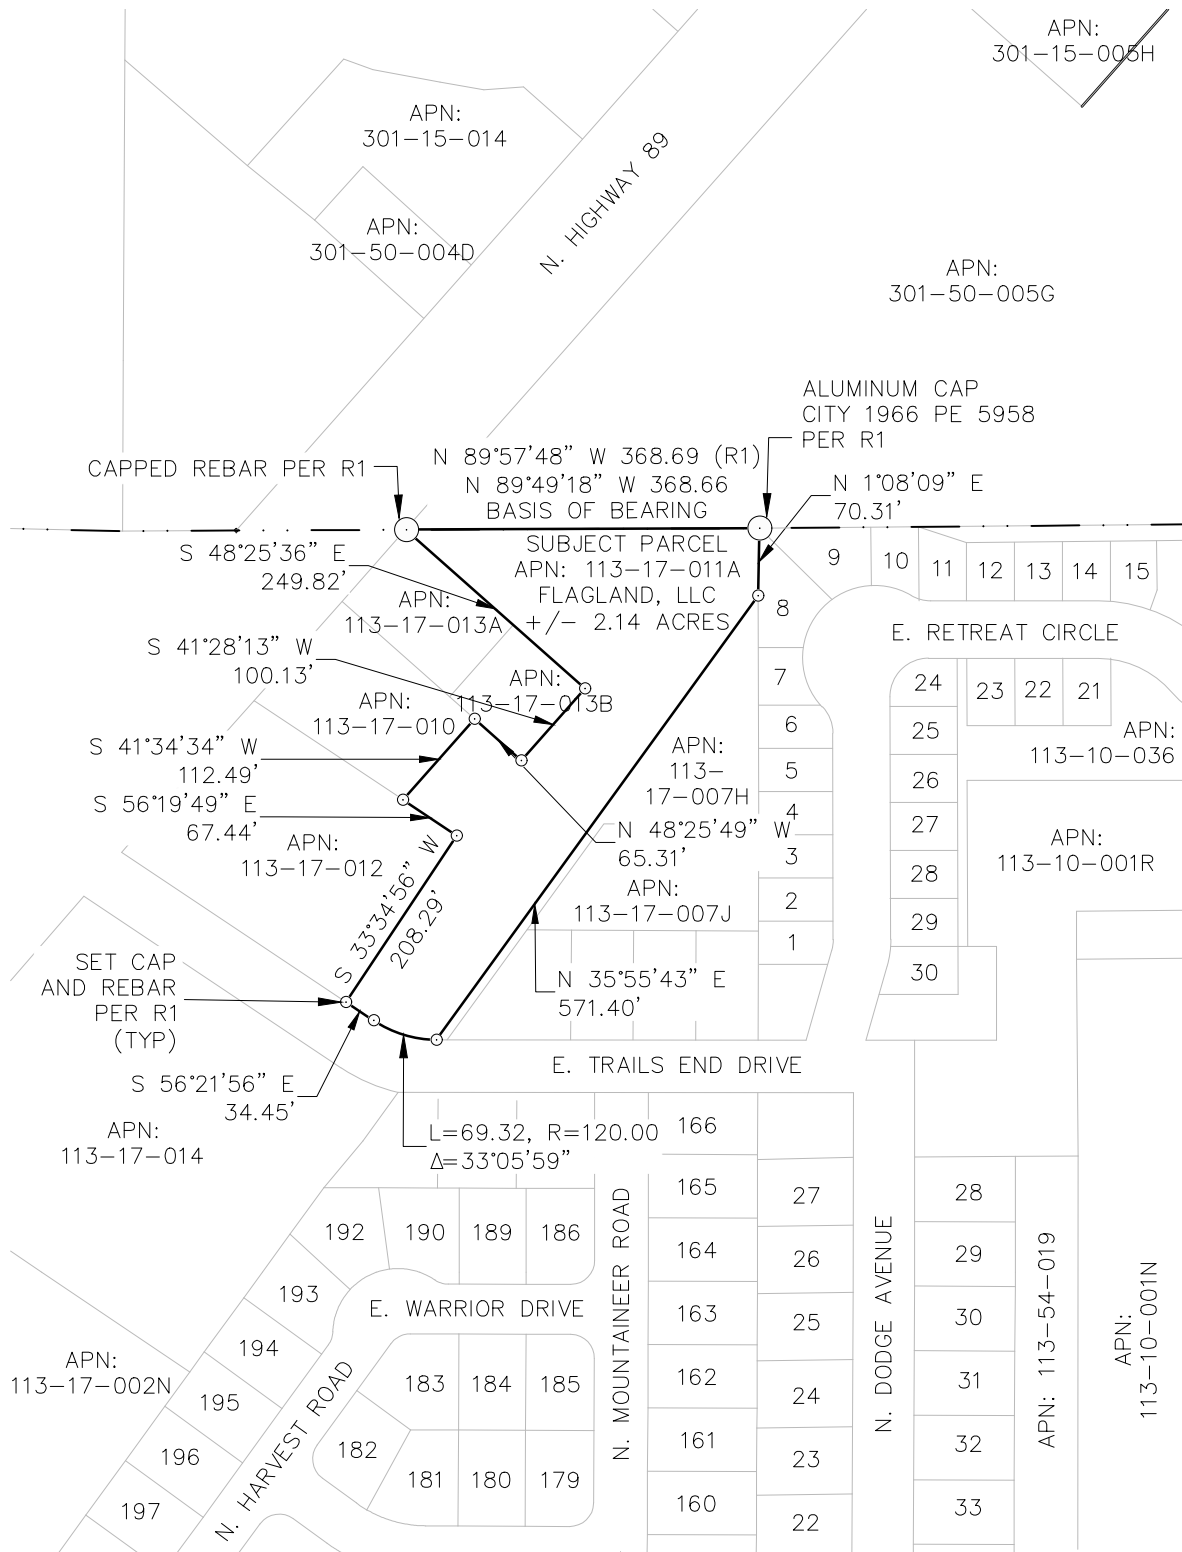 APN:
301-15-005H
APN:
301-15-014
N. HIGHWAY 89
APN:
301-50-004D
APN:
301-50-005G
ALUMINUM CAP
CITY 1966 PE 5958
PER R1
CAPPED REBAR PER R1
N 89°57'48" W 368.69 (R1)
N 89°49'18" W 368.66
BASIS OF BEARING
N 1°08'09" E
70.31'
S 48°25'36" E
249.82'
SUBJECT PARCEL
APN: 113-17-011A
FLAGLAND, LLC
+/- 2.14 ACRES
APN:
113-17-013A
9
10
11
12
13
14
15
8
E. RETREAT CIRCLE
S 41°28'13" W
100.13'
APN:
113-17-013B
7
24
23
22
21
APN:
113-17-010
6
25
APN:
113-10-036
S 41°34'34" W
112.49'
APN:
113-
17-007H
5
26
S 56°19'49" E
67.44'
4
27
N 48°25'49" W
65.31'
APN:
113-17-012
3
28
APN:
113-10-001R
APN:
113-17-007J
2
29
1
30
S 33°34'56" W
208.29'
SET CAP
AND REBAR
PER R1
(TYP)
N 35°55'43" E
571.40'
E. TRAILS END DRIVE
S 56°21'56" E
34.45'
APN:
113-17-014
L=69.32, R=120.00
Δ=33°05'59"
166
165
164
163
162
161
160
27
26
25
24
23
22
28
29
30
31
32
33
192
190
189
186
193
194
195
196
197
E. WARRIOR DRIVE
183
184
185
182
181
180
179
APN:
113-17-002N
N. HARVEST ROAD
N. MOUNTAINEER ROAD
N. DODGE AVENUE
APN: 113-54-019
APN:
113-10-001N